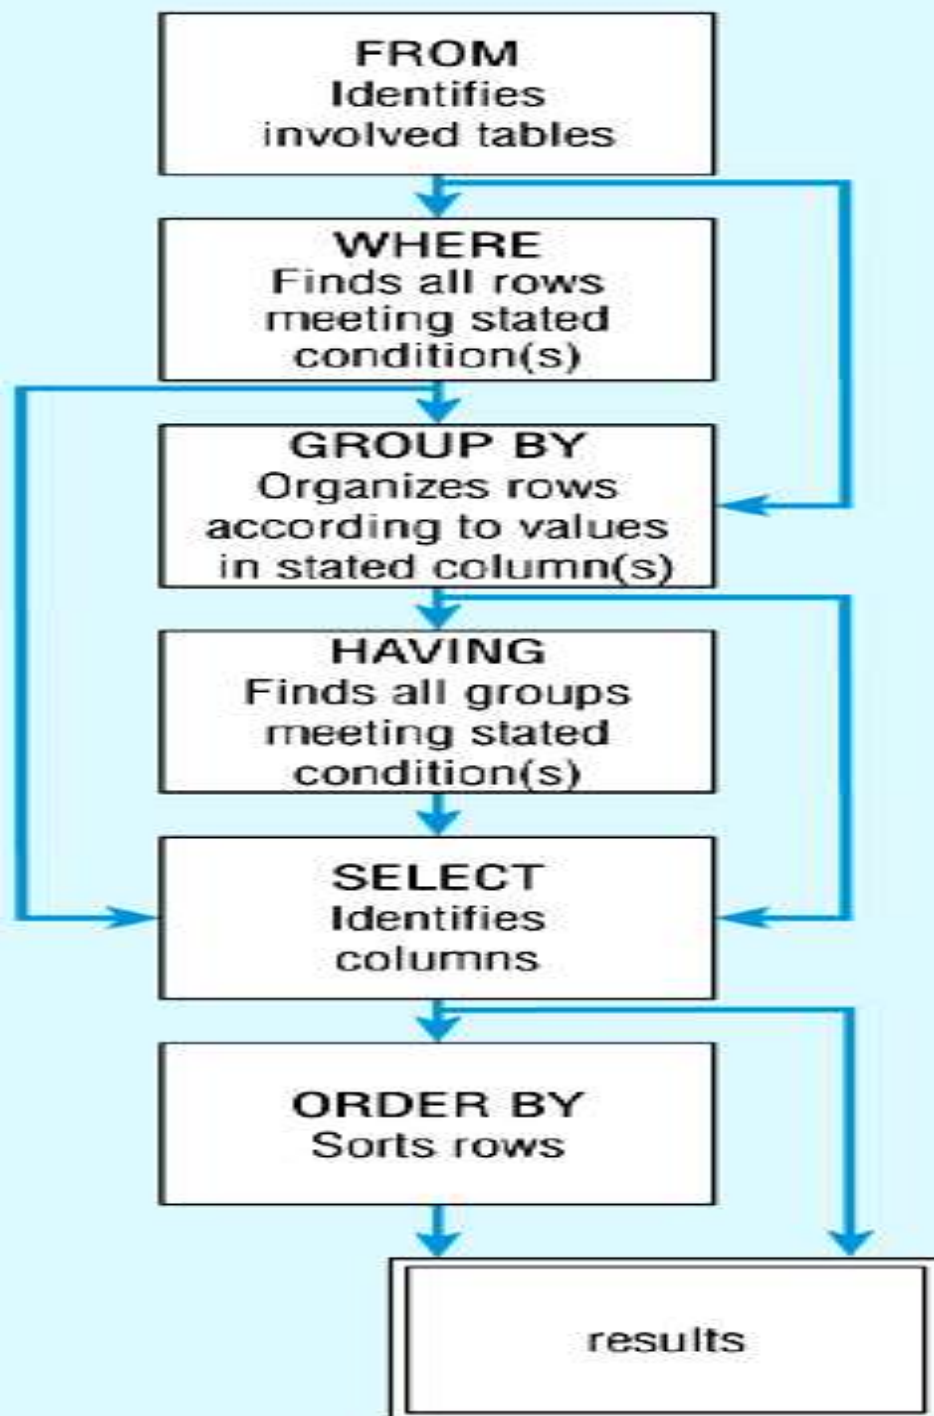 FROM
Identifies
involved tables
WHERE
Finds all rows
meeting stated
condition(s)
GROUP BY
Organizes rows
according to values
in stated column(s)
HAVING
Finds all groups
meeting stated
condition(s)
SELECT
Identifies
columns
ORDER BY
Sorts rows
results